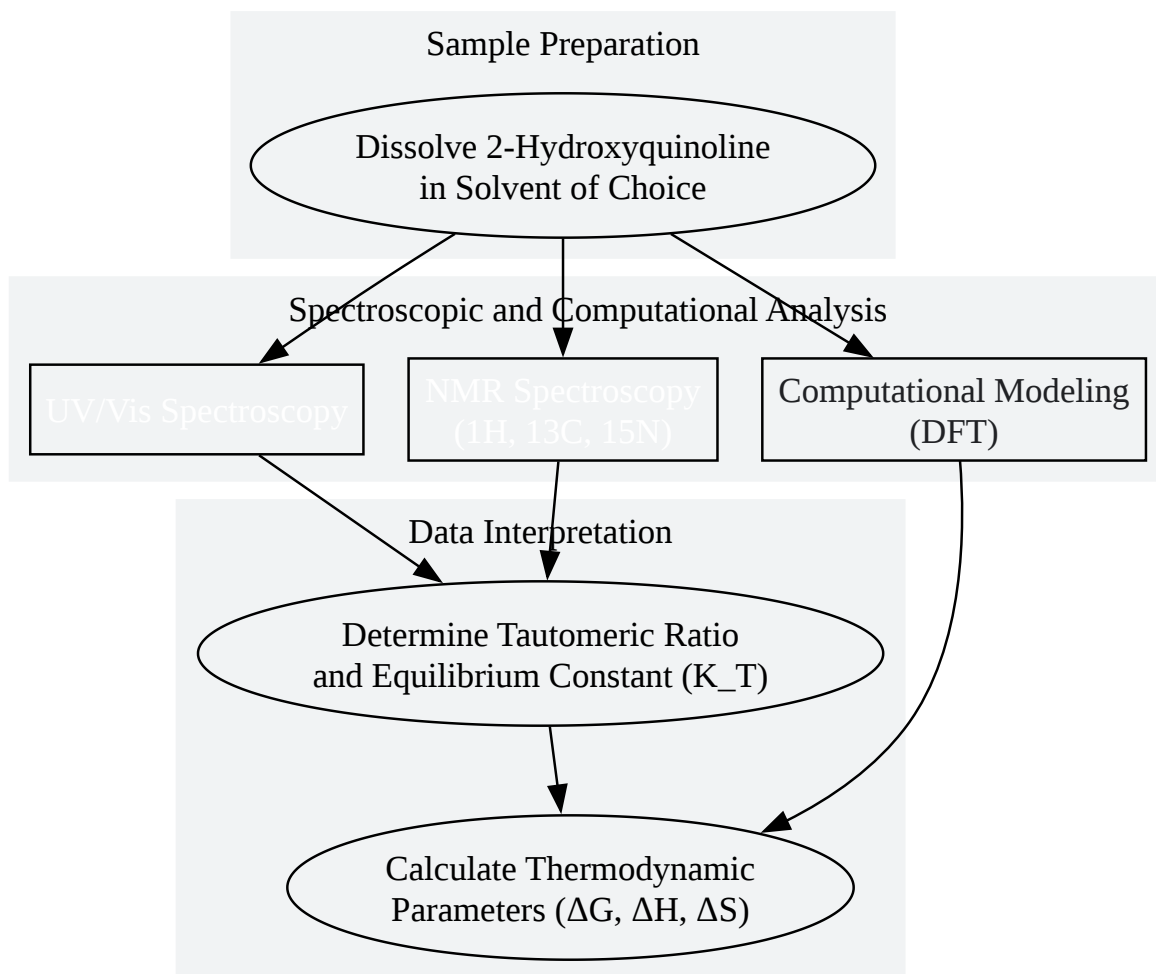 Sample Preparation
Dissolve 2-Hydroxyquinoline
in Solvent of Choice
Spectroscopic and Computational Analysis
UV/Vis Spectroscopy
NMR Spectroscopy
(1H, 13C, 15N)
Computational Modeling
(DFT)
Data Interpretation
Determine Tautomeric Ratio
and Equilibrium Constant (K_T)
Calculate Thermodynamic
Parameters (ΔG, ΔH, ΔS)